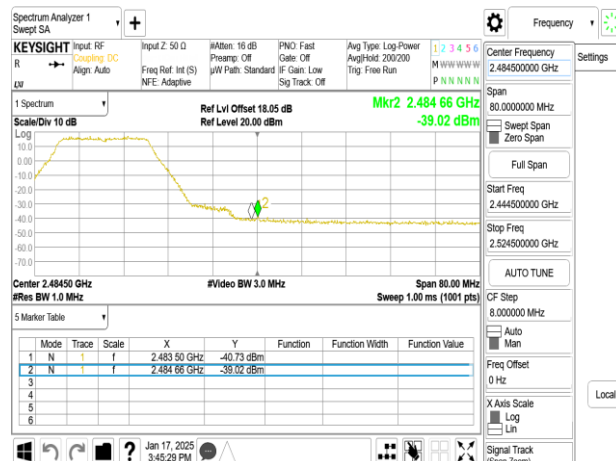 Spectrum Analyzer 1
Swept SA
+
Frequency
KEYSIGHT
R
LXI
Input: RF
Coupling: DC
Align: Auto
Input Z: 50 Ω
Freq Ref: Int (S)
NFE: Adaptive
#Atten: 16 dB
Preamp: Off
µW Path: Standard
PNO: Fast
Gate: Off
IF Gain: Low
Sig Track: Off
Avg Type: Log-Power
Avg|Hold: 200/200
Trig: Free Run
1 2 3 4 5 6
M W W W W W
P N N N N N
1 Spectrum
Scale/Div 10 dB
Ref Lvl Offset 18.05 dB
Ref Level 20.00 dBm
Mkr2 2.484 66 GHz
-39.02 dBm
Log
10.0
0.00
-10.0
-20.0
-30.0
-40.0
-50.0
-60.0
-70.0
2
Center 2.48450 GHz
#Res BW 1.0 MHz
#Video BW 3.0 MHz
Span 80.00 MHz
Sweep 1.00 ms (1001 pts)
5 Marker Table
Mode Trace Scale X Y Function Function Width Function Value
1 N 1 f 2.483 50 GHz -40.73 dBm
2 N 1 f 2.484 66 GHz -39.02 dBm
3
4
5
6
?
Jan 17, 2025
3:45:29 PM
Center Frequency
2.484500000 GHz
Settings
Span
80.0000000 MHz
Swept Span
Zero Span
Full Span
Start Freq
2.444500000 GHz
Stop Freq
2.524500000 GHz
AUTO TUNE
CF Step
8.000000 MHz
Auto
Man
Freq Offset
0 Hz
Local
X Axis Scale
Log
Lin
Signal Track
(Span Zoom)